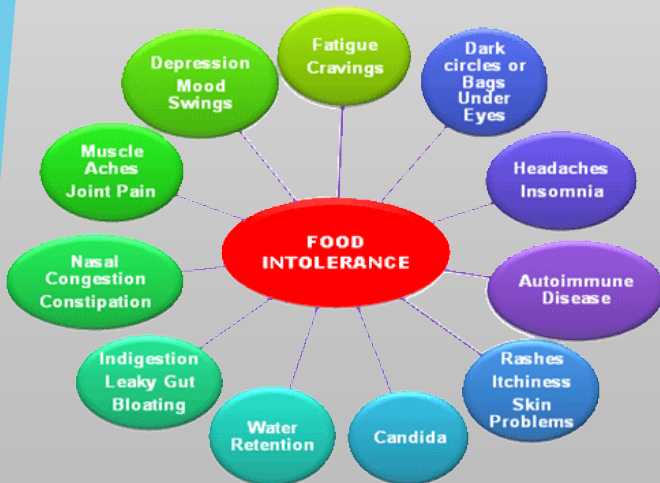 Fatigue
Cravings
Dark
circles or
Bags
Under
Eyes
Headaches
Insomnia
Autoimmune
Disease
Rashes
Itchiness
Skin
Problems
Candida
Water
Retention
Indigestion
Leaky Gut
Bloating
Nasal
Congestion
Constipation
Muscle
Aches
Joint Pain
Depression
Mood
Swings
FOOD
INTOLERANCE